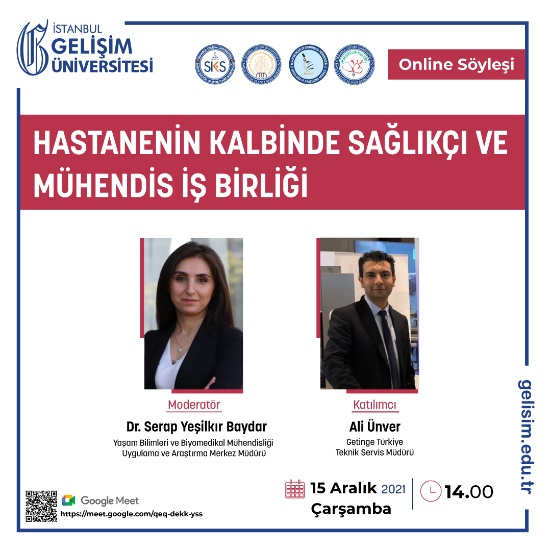 İSTANBUL
GELİŞİM
ÜNİVERSİTESİ
SKS
Online Söyleşi
HASTANENİN KALBİNDE SAĞLIKÇI VE
MÜHENDİS İŞ BİRLİĞİ
Moderatör
Dr. Serap Yeşilkır Baydar
Yaşam Bilimleri ve Biyomedikal Mühendisliği
Uygulama ve Araştırma Merkez Müdürü
Katılımcı
Ali Ünver
Getinge Türkiye
Teknik Servis Müdürü
gelisim.edu.tr
Google Meet
https://meet.google.com/qeq-dekk-yss
15 Aralık 2021
Çarşamba
14.00